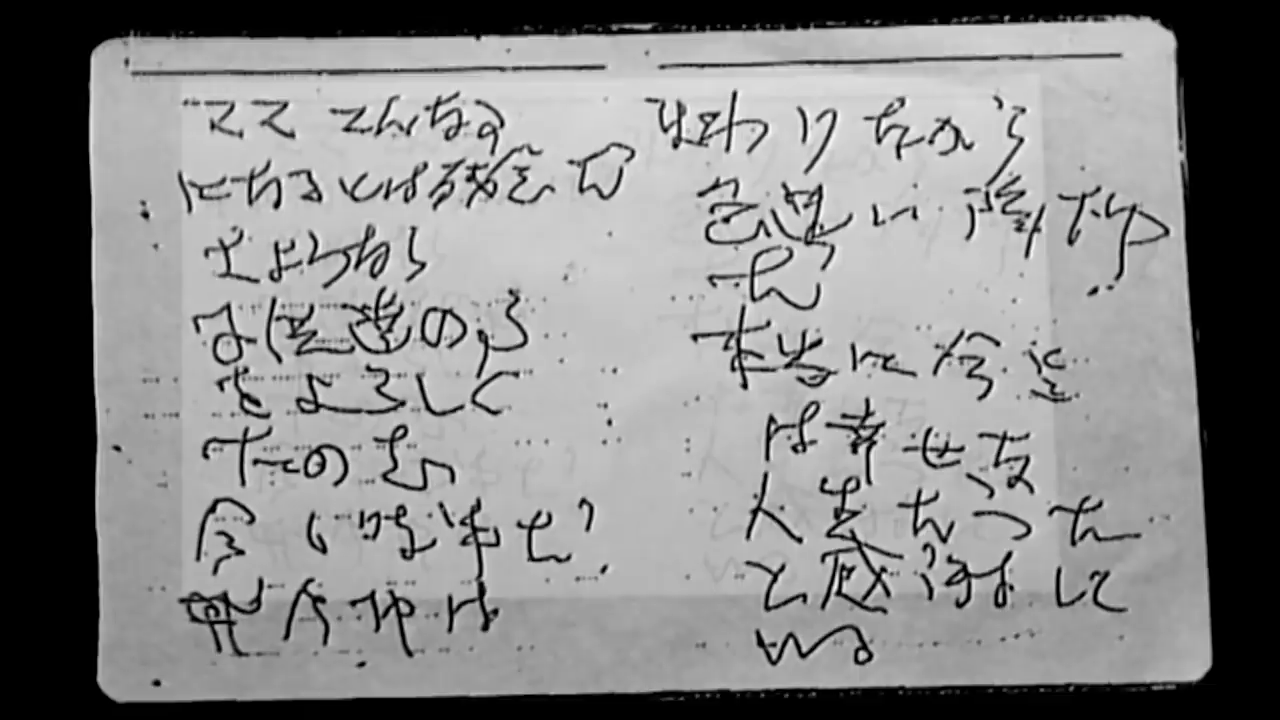 ママ こんな事
になるとは残念だ
さようなら
子供達の事
をよろしく
たのむ
今6時半だ
飛行機は
まわりながら
急速に降下中
だ
本当に今迄
は幸せな
人生だった
と感謝して
いる